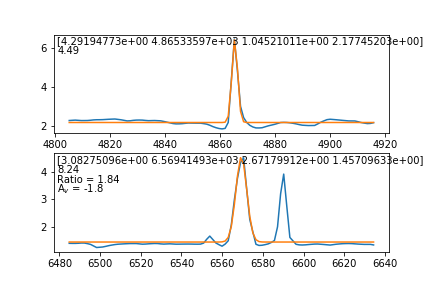 [4.29194773e+00 4.86533597e+03 1.04521011e+00 2.17745203e+00]
4.49
6
4
2
4800 4820 4840 4860 4880 4900 4920
[3.08275096e+00 6.56941493e+03 2.67179912e+00 1.45709633e+00]
8.24
Ratio = 1.84
Aᵥ = -1.8
4
3
2
6480 6500 6520 6540 6560 6580 6600 6620 6640